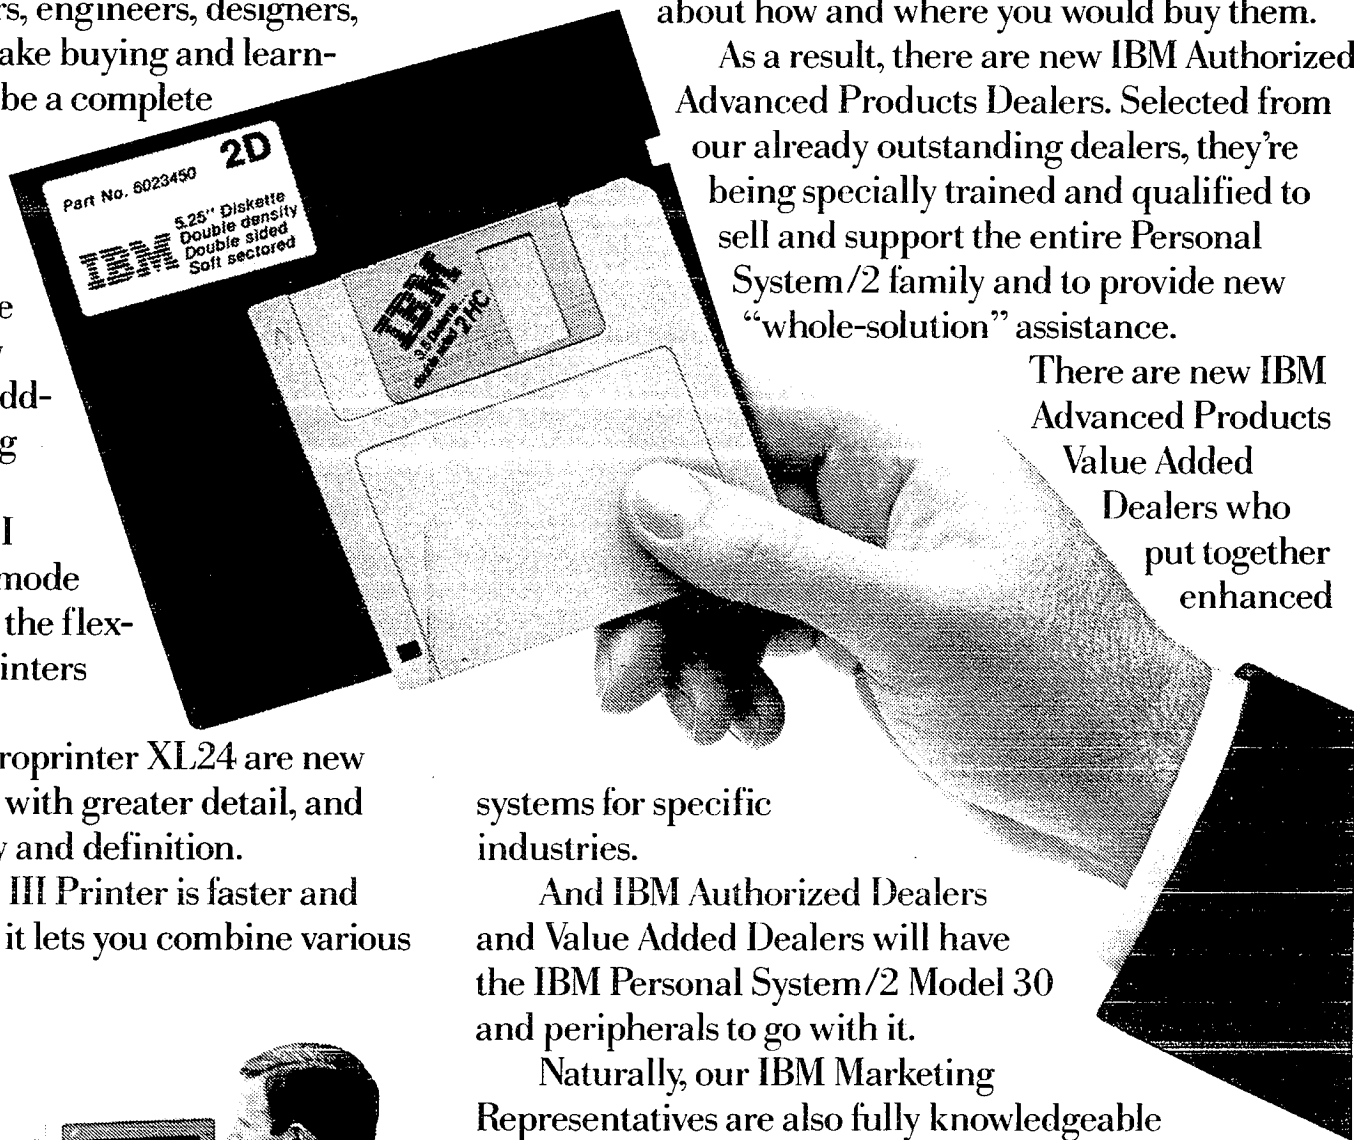 rs, engineers, designers,
ake buying and learn-
be a complete
e
dd-
g
I
mode
the flex-
inters
roprinter XL24 are new
with greater detail, and
y and definition.
III Printer is faster and
it lets you combine various
Part No. 6023450 2D
IBM
5.25" Diskette
Double density
Double sided
Soft sectored
IBM
2HC
about how and where you would buy them.
As a result, there are new IBM Authorized
Advanced Products Dealers. Selected from
our already outstanding dealers, they're
being specially trained and qualified to
sell and support the entire Personal
System/2 family and to provide new
“whole-solution” assistance.
There are new IBM
Advanced Products
Value Added
Dealers who
put together
enhanced
systems for specific
industries.
And IBM Authorized Dealers
and Value Added Dealers will have
the IBM Personal System/2 Model 30
and peripherals to go with it.
Naturally, our IBM Marketing
Representatives are also fully knowledgeable